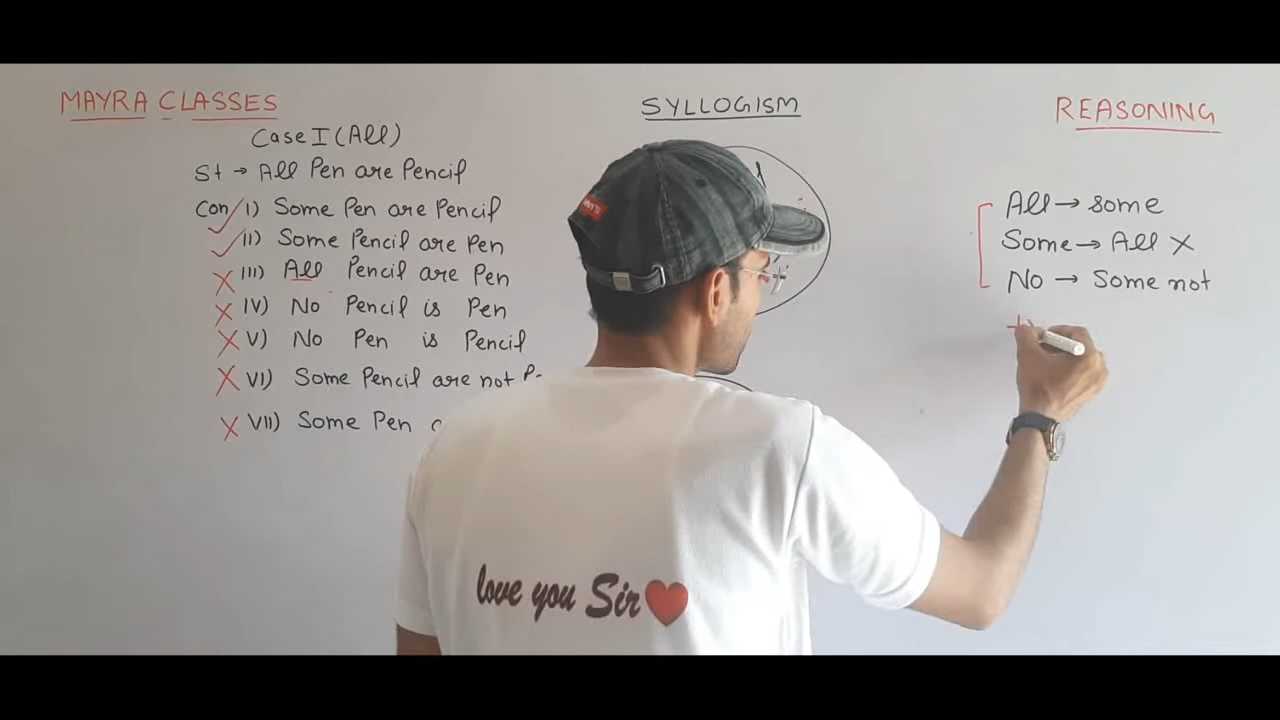 MAYRA CLASSES
SYLLOGISM
REASONING
Case I (All)
St → All Pen are Pencil
Con I) Some Pen are Pencil
II) Some Pencil are Pen
III) All Pencil are Pen
IV) No Pencil is Pen
V) No Pen is Pencil
VI) Some Pencil are not
VII) Some Pen
All → some
Some → All X
No → Some not
love you Sir